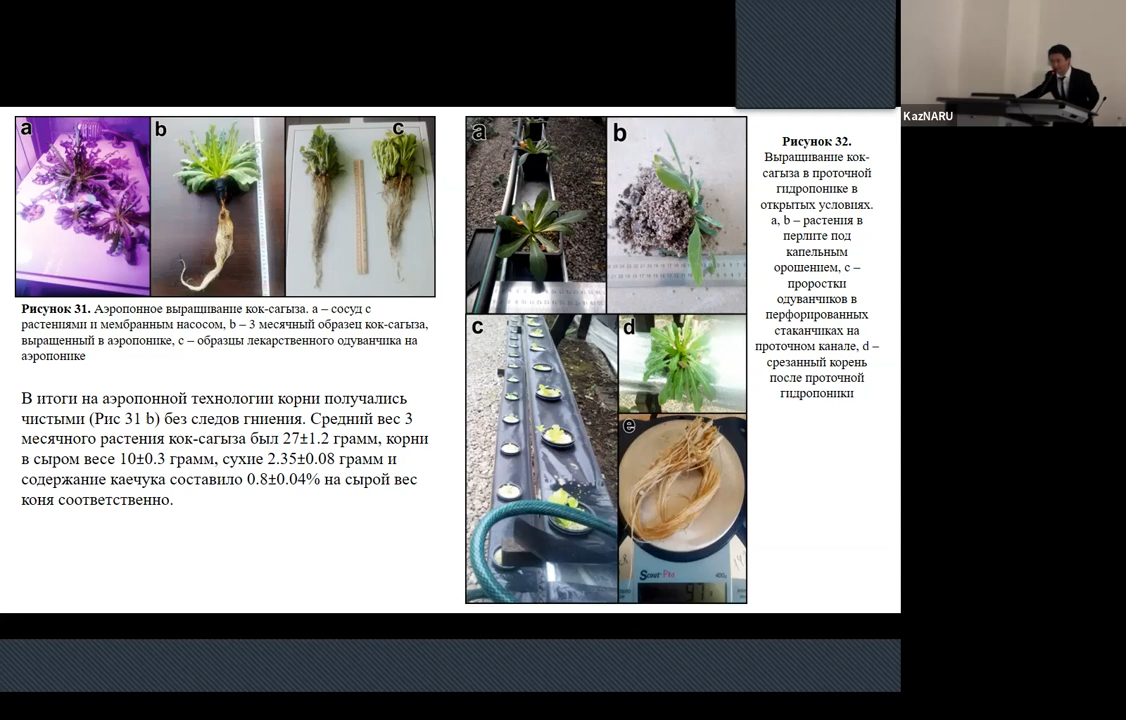 a
b
c
Рисунок 31. Аэропонное выращивание кок-сагыза. а – сосуд с
растениями и мембранным насосом, b – 3 месячный образец кок-сагыза,
выращенный в аэропонике, с – образцы лекарственного одуванчика на
аэропонике
В итоги на аэропонной технологии корни получались
чистыми (Рис 31 b) без следов гниения. Средний вес 3
месячного растения кок-сагыза был 27±1.2 грамм, корни
в сыром весе 10±0.3 грамм, сухие 2.35±0.08 грамм и
содержание каечука составило 0.8±0.04% на сырой вес
коня соответственно.
a
b
c
d
e
Scout Pro
Рисунок 32.
Выращивание кок-
сагыза в проточной
гидропонике в
открытых условиях.
a, b – растения в
перлите под
капельным
орошением, с –
проростки
одуванчиков в
перфорированных
стаканчиках на
проточном канале, d –
срезанный корень
после проточной
гидропоники
KazNARU